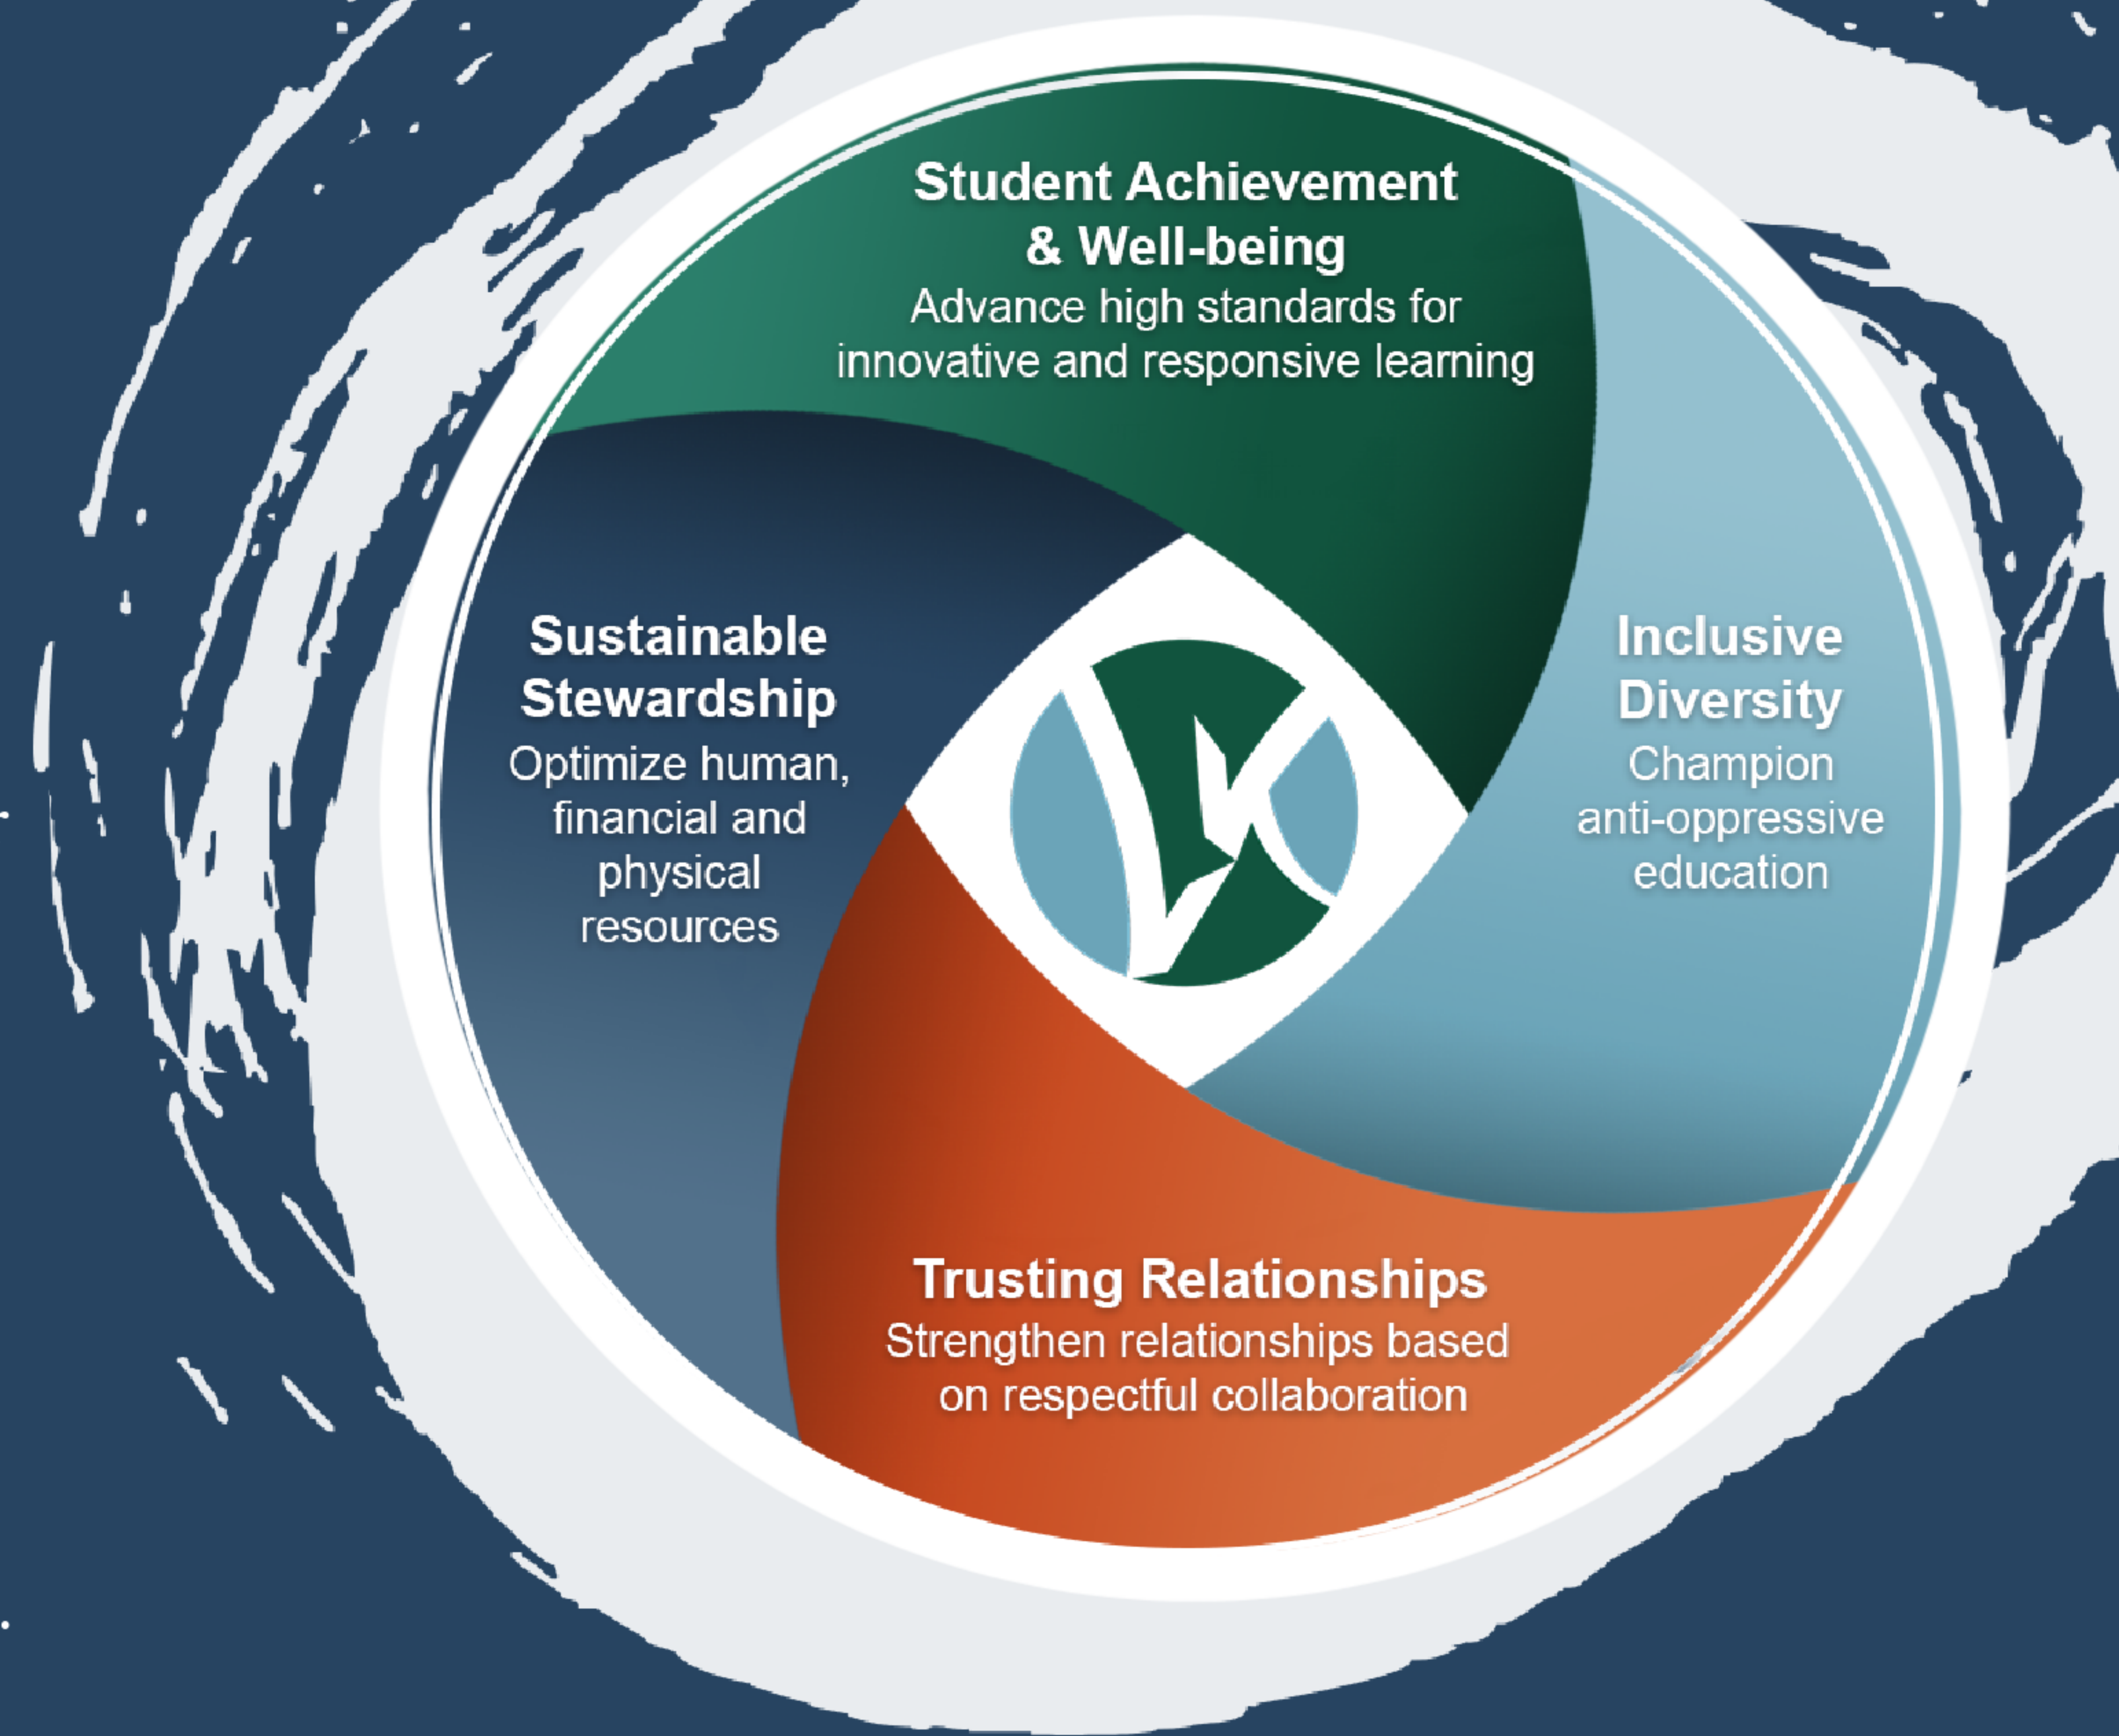 Student Achievement
& Well-being
Advance high standards for
innovative and responsive learning
Sustainable
Stewardship
Optimize human,
financial and
physical
resources
Inclusive
Diversity
Champion
anti-oppressive
education
Trusting Relationships
Strengthen relationships based
on respectful collaboration